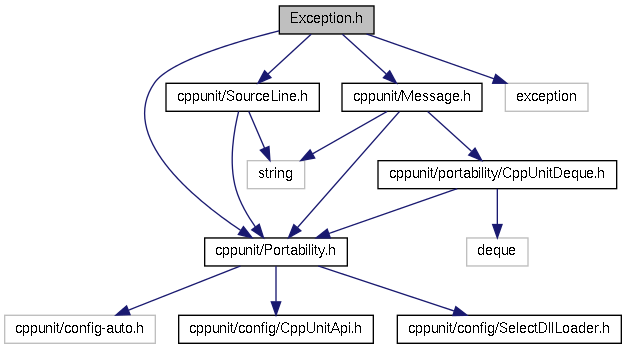 Exception.h
cppunit/SourceLine.h
cppunit/Message.h
exception
string
cppunit/portability/CppUnitDeque.h
cppunit/Portability.h
deque
cppunit/config-auto.h
cppunit/config/CppUnitApi.h
cppunit/config/SelectDllLoader.h